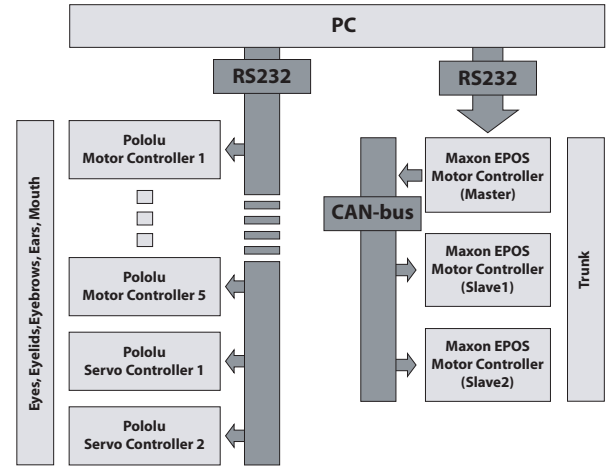 PC
RS232
RS232
Eyes, Eyelids,Eyebrows, Ears, Mouth
Pololu
Motor Controller 1
Pololu
Motor Controller 5
Pololu
Servo Controller 1
Pololu
Servo Controller 2
CAN-bus
Maxon EPOS
Motor Controller
(Master)
Maxon EPOS
Motor Controller
(Slave1)
Maxon EPOS
Motor Controller
(Slave2)
Trunk